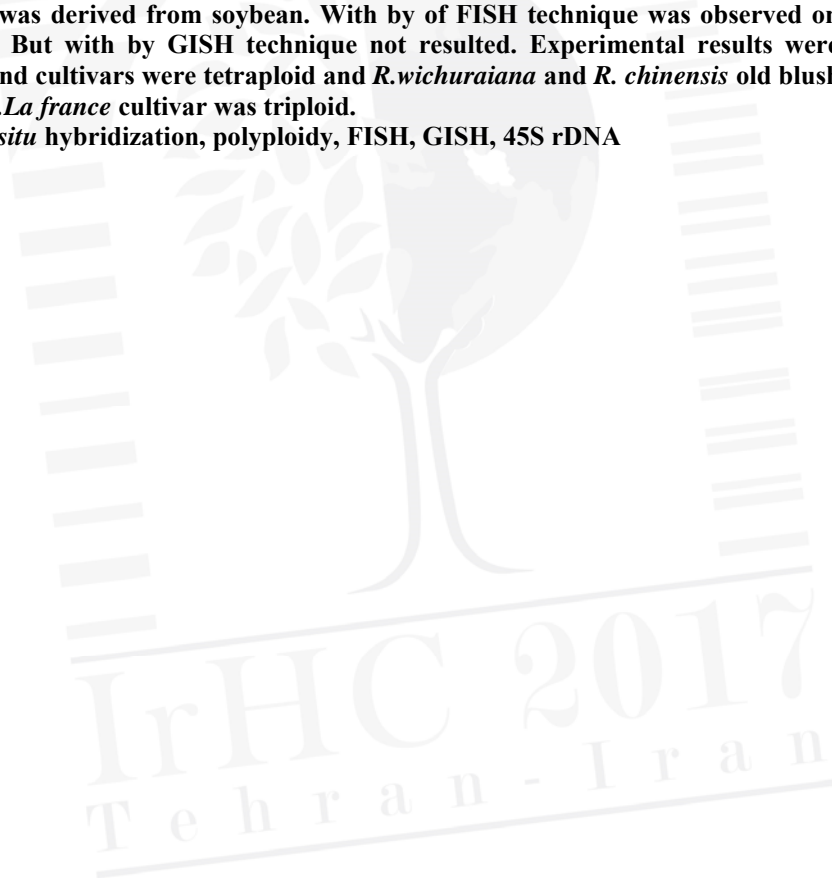 was derived from soybean. With by of FISH technique was observed or
But with by GISH technique not resulted. Experimental results were
nd cultivars were tetraploid and R.wichuraiana and R. chinensis old blush
.La france cultivar was triploid.
situ hybridization, polyploidy, FISH, GISH, 45S rDNA
IrHC 2017
Tehran - Iran